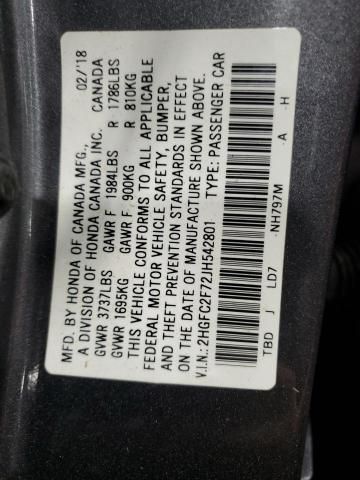 MFD. BY HONDA OF CANADA MFG., 02/'18
A DIVISION OF HONDA CANADA INC. CANADA
GVWR 3737LBS GAWR F 1984LBS R 1786LBS
GVWR 1695KG GAWR F 900KG R 810KG
THIS VEHICLE CONFORMS TO ALL APPLICABLE
FEDERAL MOTOR VEHICLE SAFETY, BUMPER,
AND THEFT PREVENTION STANDARDS IN EFFECT
ON THE DATE OF MANUFACTURE SHOWN ABOVE.
V.I.N.: 2HGFC2F72JH542801 TYPE: PASSENGER CAR
TBD J LD7 NH797M -A -H